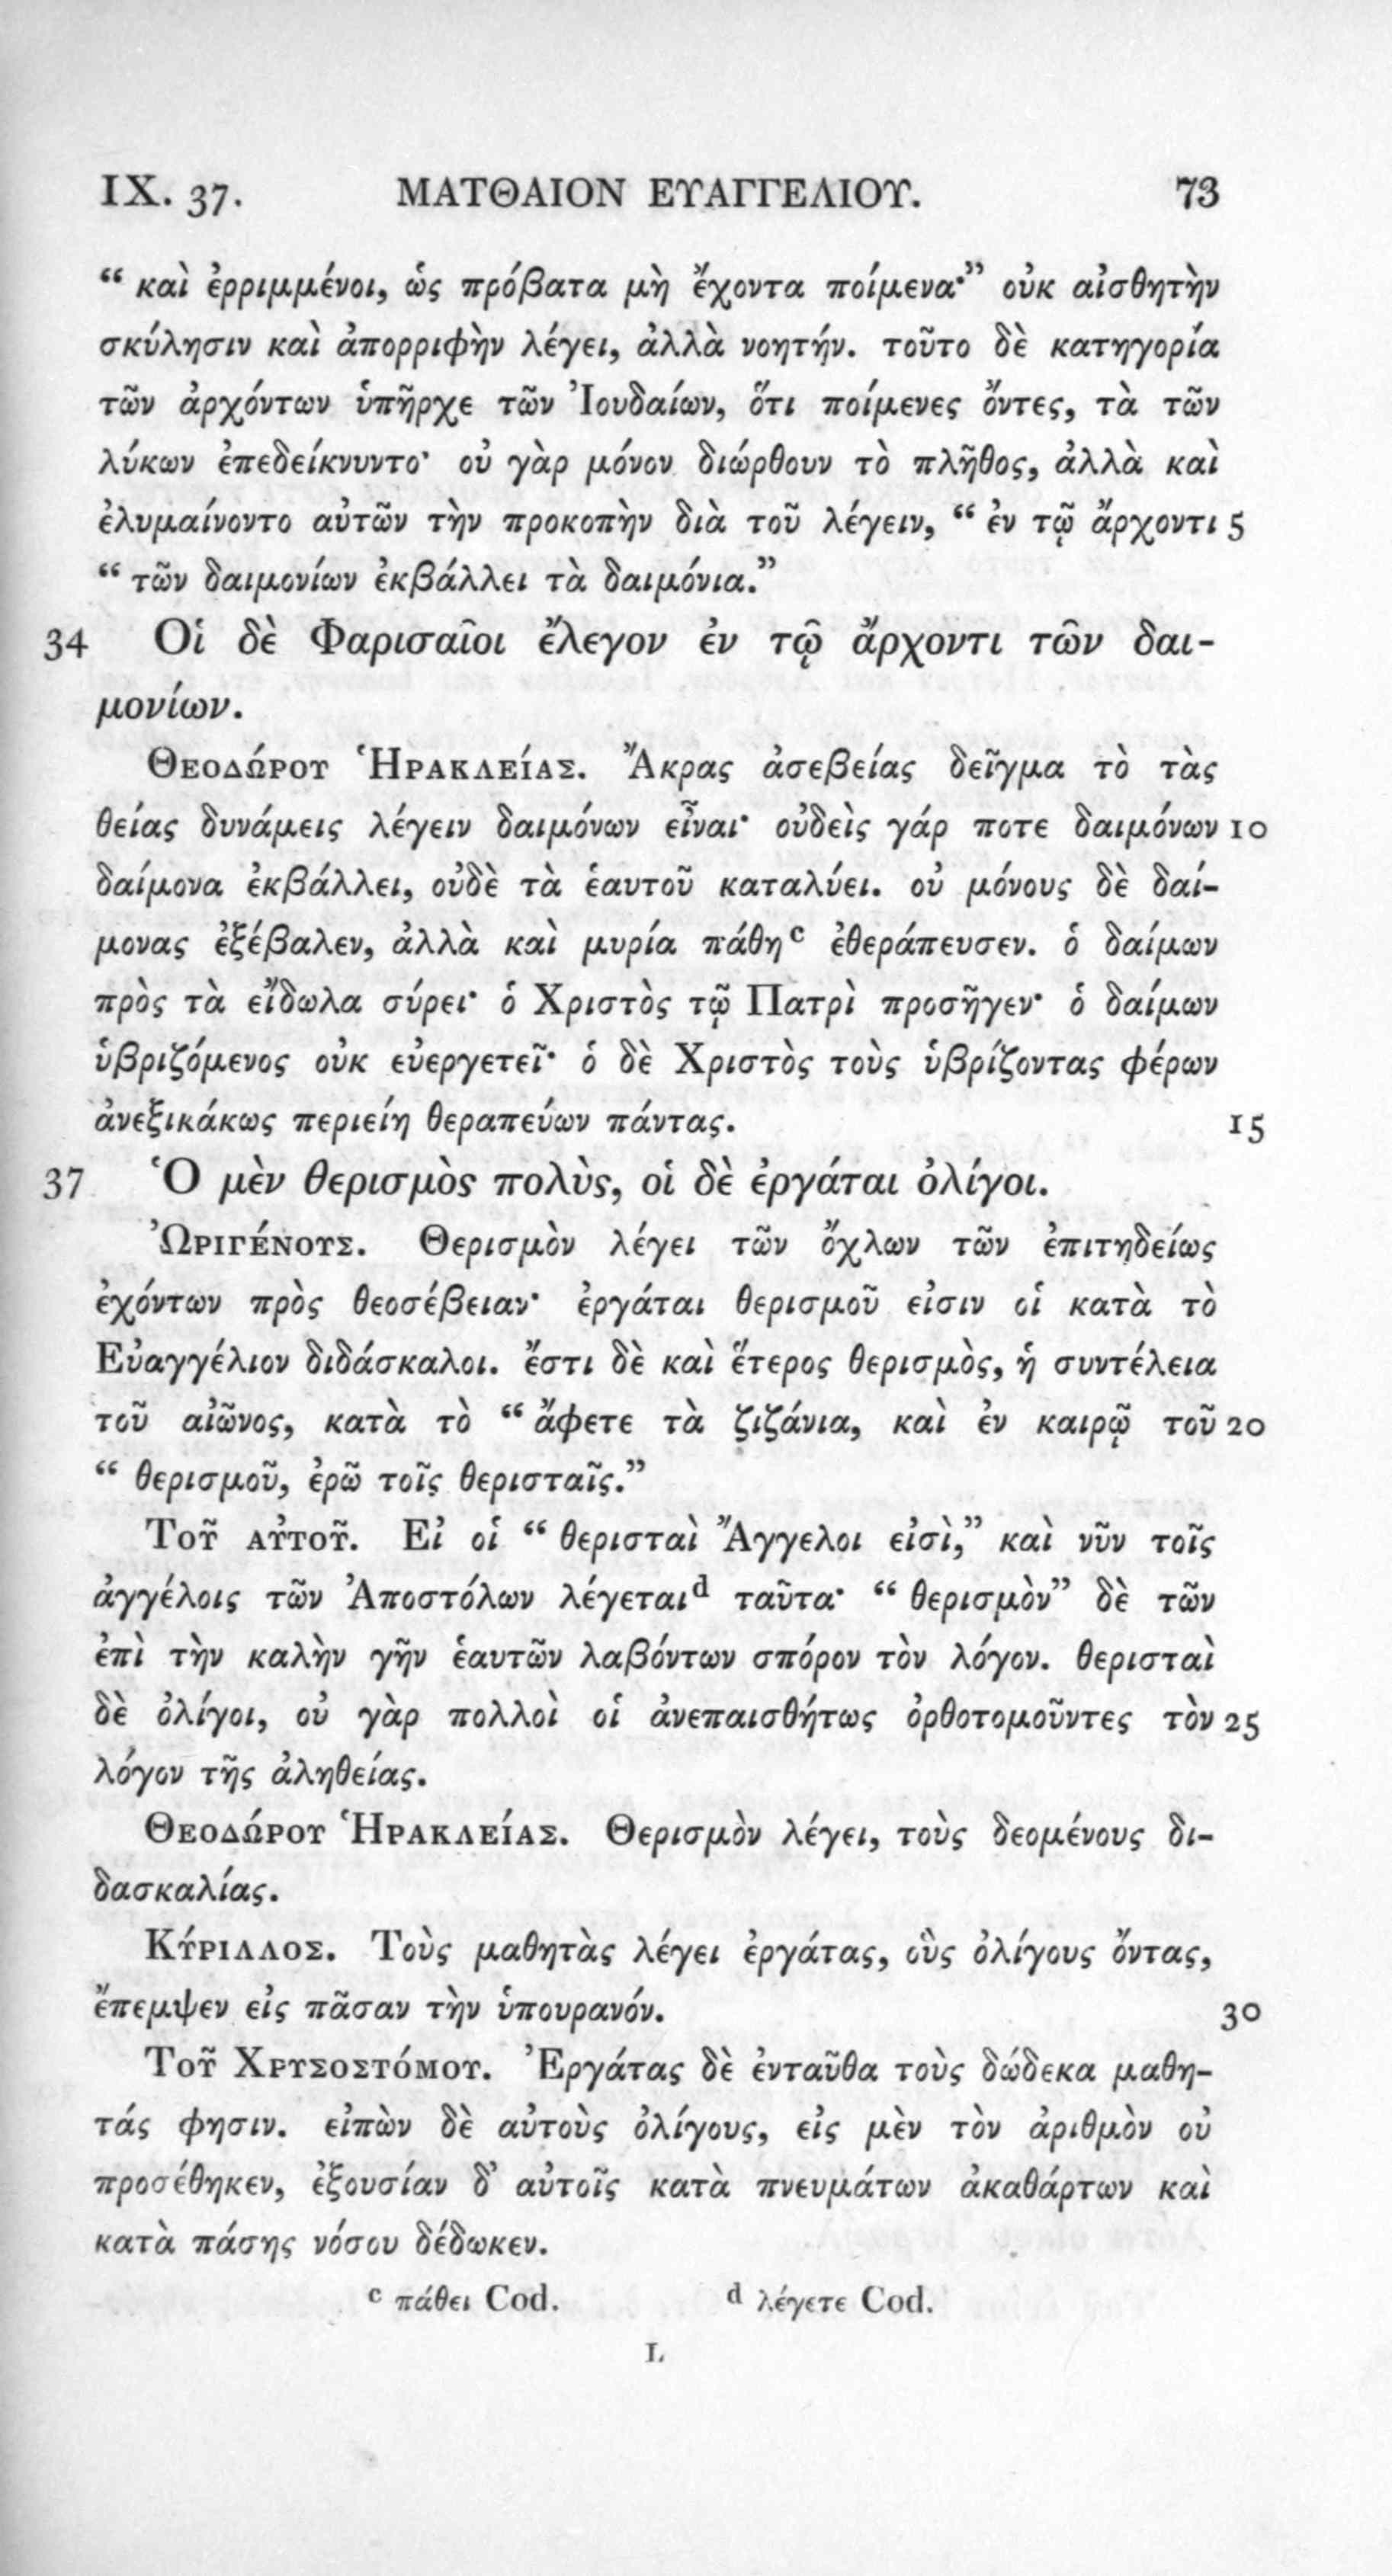 IX. 37. ΜΑΤΘΑΙΟΝ ΕΥΑΓΓΕΛΙΟΥ. 73
“ καὶ ἐρριμμένοι, ὡς πρόβατα μὴ ἔχοντα ποίμενα·” οὐκ αἰσθητὴν
σκύλησιν καὶ ἀπορριφὴν λέγει, ἀλλὰ νοητήν. τοῦτο δὲ κατηγορία
τῶν ἀρχόντων ὑπῆρχε τῶν Ἰουδαίων, ὅτι ποίμενες ὄντες, τὰ τῶν
λύκων ἐπεδείκνυντο· οὐ γὰρ μόνον διώρθουν τὸ πλῆθος, ἀλλὰ καὶ
ἐλυμαίνοντο αὐτῶν τὴν προκοπὴν διὰ τοῦ λέγειν, “ ἐν τῷ ἄρχοντι 5
“ τῶν δαιμονίων ἐκβάλλει τὰ δαιμόνια.”
34 Οἱ δὲ Φαρισαῖοι ἔλεγον ἐν τῷ ἄρχοντι τῶν δαι-
μονίων.
Θεοδώρου Ἡρακλείας. Ἄκρας ἀσεβείας δεῖγμα τὸ τὰς
θείας δυνάμεις λέγειν δαιμόνων εἶναι· οὐδεὶς γάρ ποτε δαιμόνων 10
δαίμονα ἐκβάλλει, οὐδὲ τὰ ἑαυτοῦ καταλύει. οὐ μόνους δὲ δαί-
μονας ἐξέβαλεν, ἀλλὰ καὶ μυρία πάθη c ἐθεράπευσεν. ὁ δαίμων
πρὸς τὰ εἴδωλα σύρει· ὁ Χριστὸς τῷ Πατρὶ προσῆγεν· ὁ δαίμων
ὑβριζόμενος οὐκ εὐεργετεῖ· ὁ δὲ Χριστὸς τοὺς ὑβρίζοντας φέρων
ἀνεξικάκως περιείη θεραπεύων πάντας. 15
37 Ὁ μὲν θερισμὸς πολὺς, οἱ δὲ ἐργάται ὀλίγοι.
Ὠριγένους. Θερισμὸν λέγει τῶν ὄχλων τῶν ἐπιτηδείως
ἐχόντων πρὸς θεοσέβειαν· ἐργάται θερισμοῦ εἰσιν οἱ κατὰ τὸ
Εὐαγγέλιον διδάσκαλοι. ἔστι δὲ καὶ ἕτερος θερισμὸς, ἡ συντέλεια
τοῦ αἰῶνος, κατὰ τὸ “ ἄφετε τὰ ζιζάνια, καὶ ἐν καιρῷ τοῦ 20
“ θερισμοῦ, ἐρῶ τοῖς θερισταῖς.”
Τοῦ αὐτοῦ. Εἰ οἱ “ θερισταὶ Ἄγγελοι εἰσὶ,” καὶ νῦν τοῖς
ἀγγέλοις τῶν Ἀποστόλων λέγεται d ταῦτα· “ θερισμὸν” δὲ τῶν
ἐπὶ τὴν καλὴν γῆν ἑαυτῶν λαβόντων σπόρον τὸν λόγον. θερισταὶ
δὲ ὀλίγοι, οὐ γὰρ πολλοὶ οἱ ἀνεπαισθήτως ὀρθοτομοῦντες τὸν 25
λόγον τῆς ἀληθείας.
Θεοδώρου Ἡρακλείας. Θερισμὸν λέγει, τοὺς δεομένους δι-
δασκαλίας.
Κύριλλος. Τοὺς μαθητὰς λέγει ἐργάτας, οὓς ὀλίγους ὄντας,
ἔπεμψεν εἰς πᾶσαν τὴν ὑπουρανόν. 30
Τοῦ Χρυσοστόμου. Ἐργάτας δὲ ἐνταῦθα τοὺς δώδεκα μαθη-
τάς φησιν. εἰπὼν δὲ αὐτοὺς ὀλίγους, εἰς μὲν τὸν ἀριθμὸν οὐ
προσέθηκεν, ἐξουσίαν δ’ αὐτοῖς κατὰ πνευμάτων ἀκαθάρτων καὶ
κατὰ πάσης νόσου δέδωκεν.
c πάθει Cod. d λέγετε Cod.
L